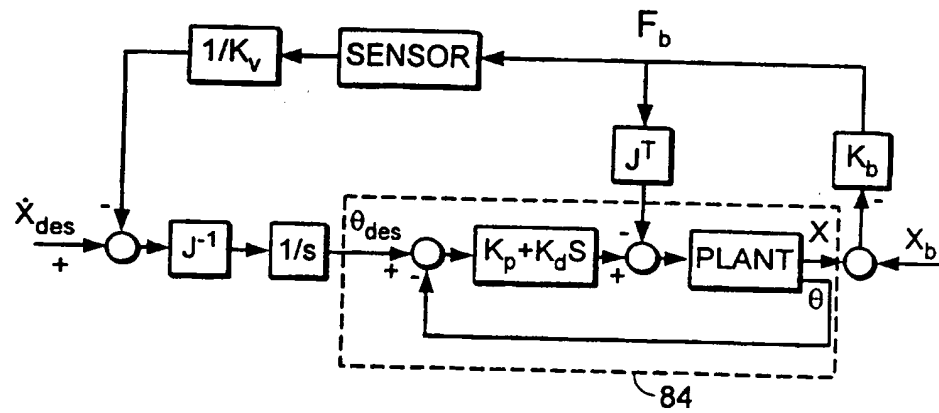 F_b
1/K_v
SENSOR
J^T
K_b
-
-
Ẋ_des
+
J⁻¹
1/s
θ_des
+
-
K_p+K_dS
-
+
PLANT
X
θ
X_b
84